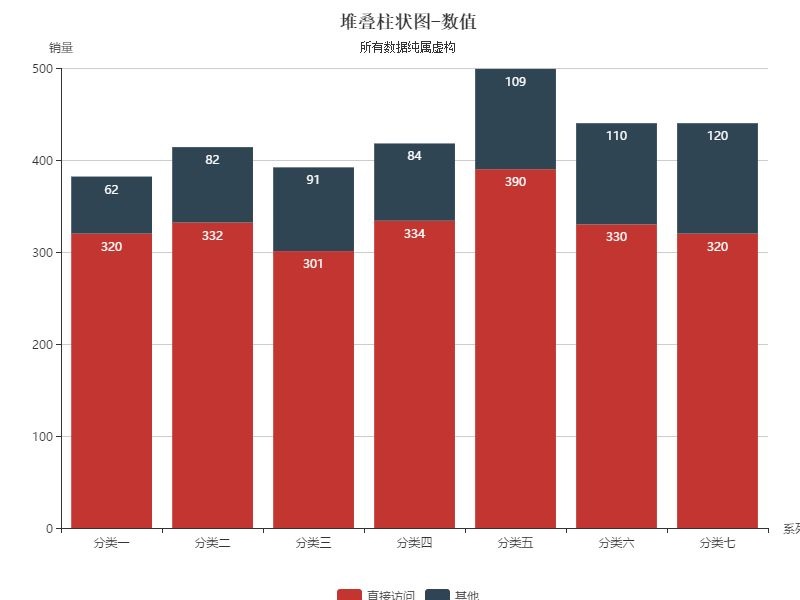 堆叠柱状图-数值
所有数据纯属虚构
销量
500
400
300
200
100
0
62
82
91
84
109
110
120
320
332
301
334
390
330
320
分类一
分类二
分类三
分类四
分类五
分类六
分类七
系列
直接访问
其他